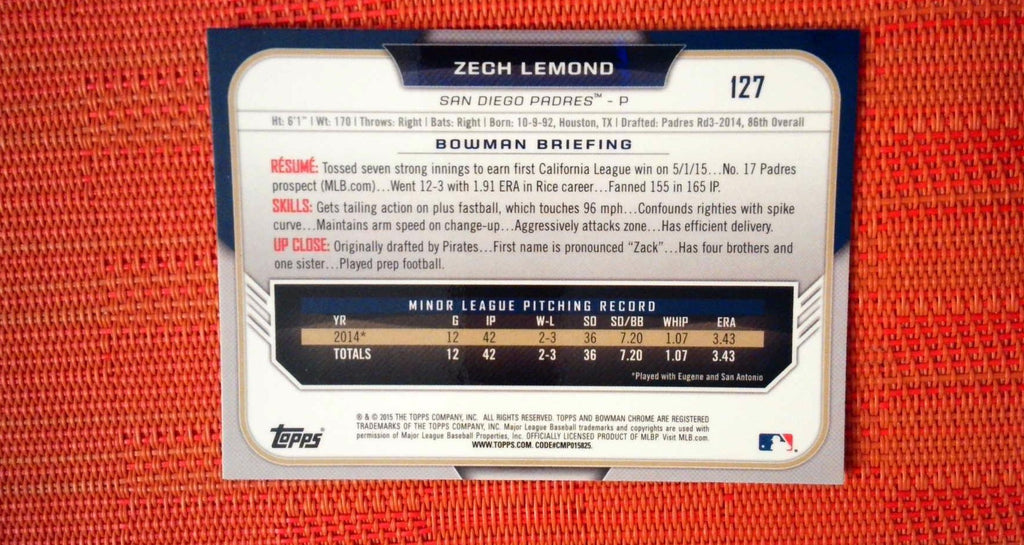 ZECH LEMOND
127
SAN DIEGO PADRES™ - P
Ht: 6'1" | Wt: 170 | Throws: Right | Bats: Right | Born: 10-9-92, Houston, TX | Drafted: Padres Rd3-2014, 86th Overall
BOWMAN BRIEFING
RÉSUMÉ: Tossed seven strong innings to earn first California League win on 5/1/15...No. 17 Padres
prospect (MLB.com)...Went 12-3 with 1.91 ERA in Rice career...Fanned 155 in 165 IP.
SKILLS: Gets tailing action on plus fastball, which touches 96 mph...Confounds righties with spike
curve...Maintains arm speed on change-up...Aggressively attacks zone...Has efficient delivery.
UP CLOSE: Originally drafted by Pirates...First name is pronounced "Zack"...Has four brothers and
one sister...Played prep football.
MINOR LEAGUE PITCHING RECORD
YR G IP W-L SO SO/BB WHIP ERA
2014* 12 42 2-3 36 7.20 1.07 3.43
TOTALS 12 42 2-3 36 7.20 1.07 3.43
*Played with Eugene and San Antonio
® & © 2015 THE TOPPS COMPANY, INC. ALL RIGHTS RESERVED. TOPPS AND BOWMAN CHROME ARE REGISTERED
TRADEMARKS OF THE TOPPS COMPANY, INC. Major League Baseball trademarks and copyrights are used with
permission of Major League Baseball Properties, Inc. OFFICIALLY LICENSED PRODUCT OF MLBP Visit MLB.com.
WWW.TOPPS.COM. CODE#CMP015825.
topps®